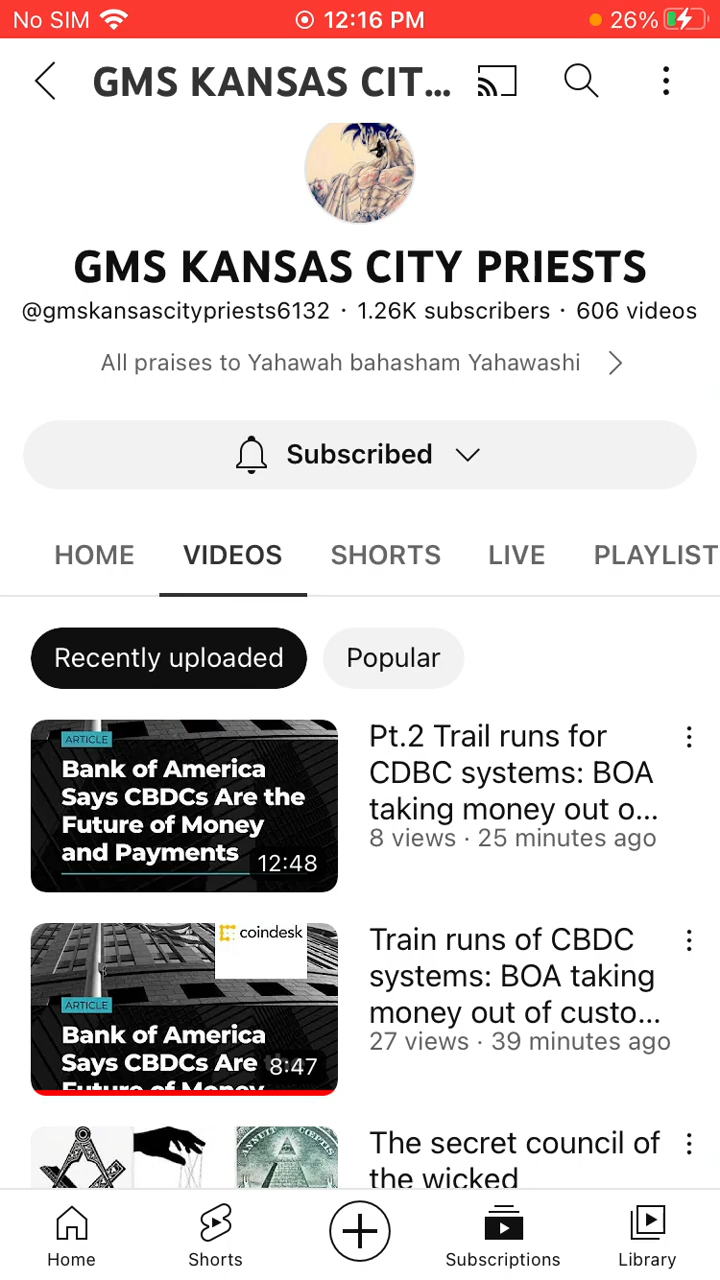 No SIM 12:16 PM 26%
GMS KANSAS CIT...
GMS KANSAS CITY PRIESTS
@gmskansascitypriests6132 · 1.26K subscribers · 606 videos
All praises to Yahawah bahasham Yahawashi
Subscribed
HOME VIDEOS SHORTS LIVE PLAYLIST
Recently uploaded Popular
ARTICLE
Bank of America
Says CBDCs Are the
Future of Money
and Payments
12:48
Pt.2 Trail runs for
CDBC systems: BOA
taking money out o...
8 views · 25 minutes ago
coindesk
ARTICLE
Bank of America
Says CBDCs Are
Future of Money
8:47
Train runs of CBDC
systems: BOA taking
money out of custo...
27 views · 39 minutes ago
ANNUIT CŒPTIS
The secret council of
the wicked
Home Shorts Subscriptions Library